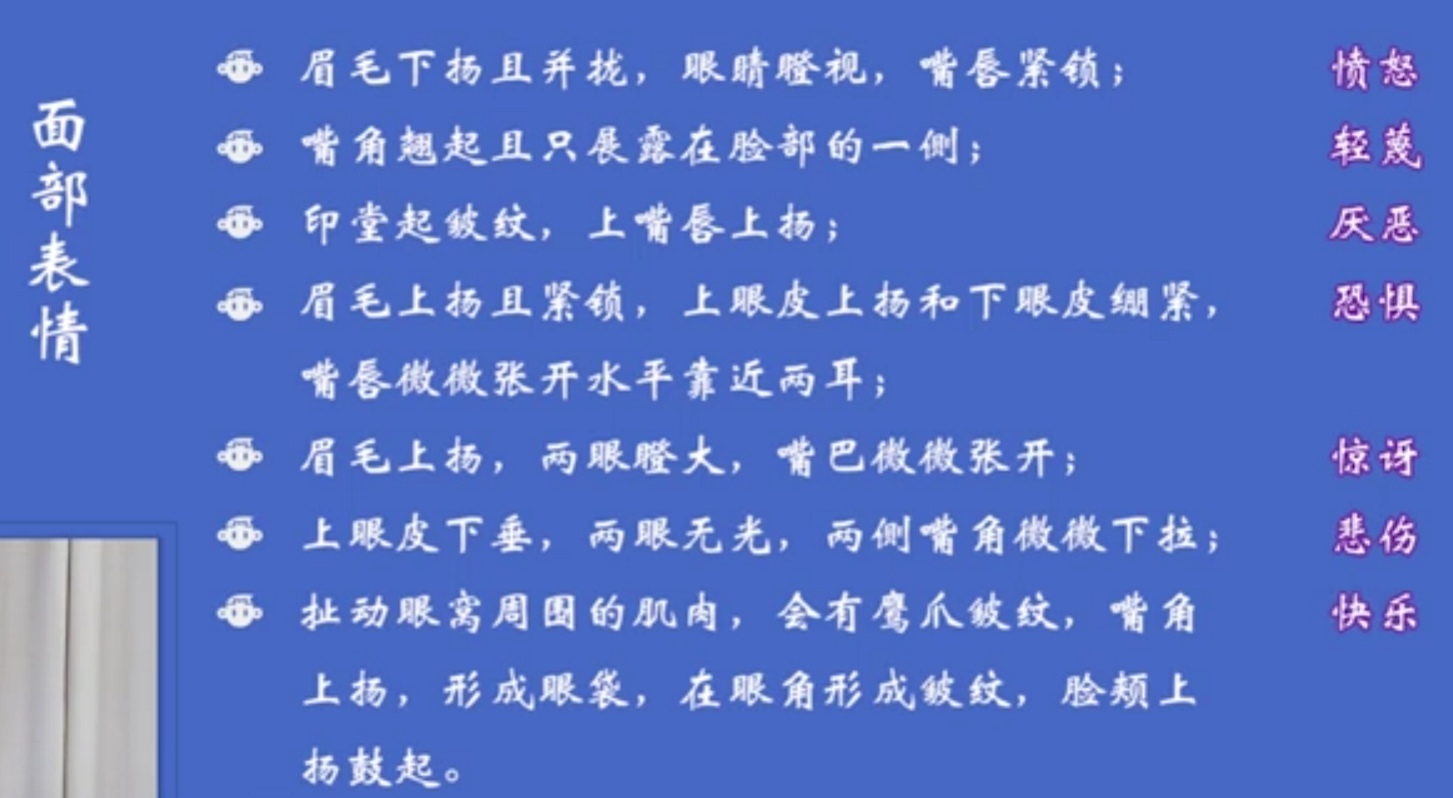 面部表情
眉毛下扬且并拢，眼睛瞪视，嘴唇紧锁； 愤怒
嘴角翘起且只展露在脸部的一侧； 轻蔑
印堂起皱纹，上嘴唇上扬； 厌恶
眉毛上扬且紧锁，上眼皮上扬和下眼皮绷紧， 恐惧
嘴唇微微张开水平靠近两耳；
眉毛上扬，两眼瞪大，嘴巴微微张开； 惊讶
上眼皮下垂，两眼无光，两侧嘴角微微下拉； 悲伤
扯动眼窝周围的肌肉，会有鹰爪皱纹，嘴角 快乐
上扬，形成眼袋，在眼角形成皱纹，脸颊上
扬鼓起。